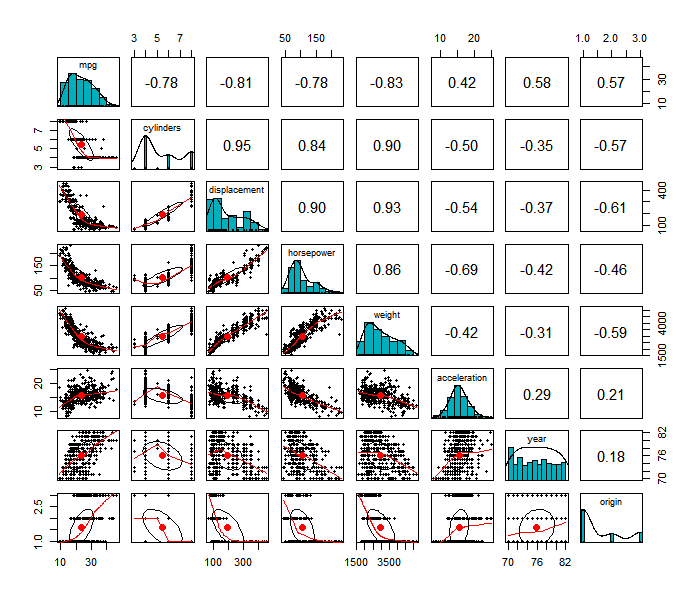 3 5 7 50 150 10 20 1.0 2.0 3.0
mpg -0.78 -0.81 -0.78 -0.83 0.42 0.58 0.57 10 30
3 5 7 cylinders 0.95 0.84 0.90 -0.50 -0.35 -0.57
displacement 0.90 0.93 -0.54 -0.37 -0.61 100 400
50 150 horsepower 0.86 -0.69 -0.42 -0.46
weight -0.42 -0.31 -0.59 1500 4000
10 20 acceleration 0.29 0.21
year 0.18 70 76 82
1.0 2.5 origin
10 30 100 300 1500 3500 70 76 82